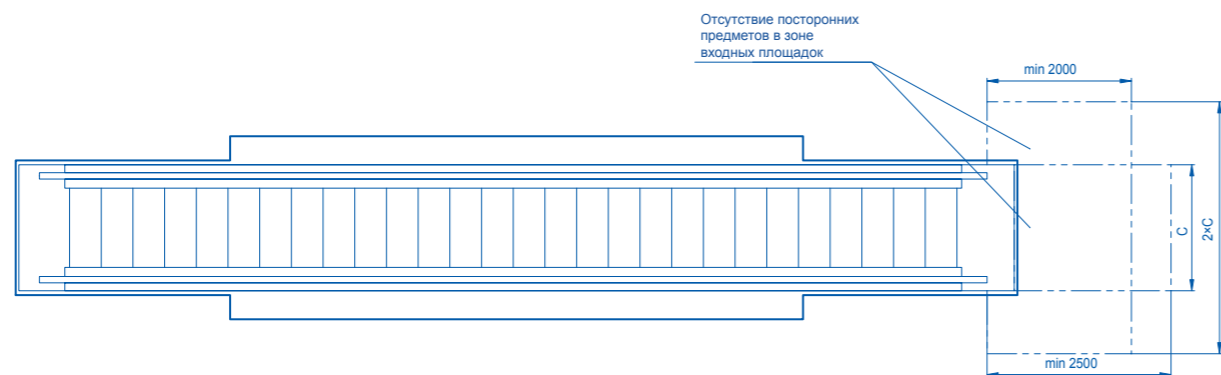 Отсутствие посторонних
предметов в зоне
входных площадок
min 2000
C
2×C
min 2500